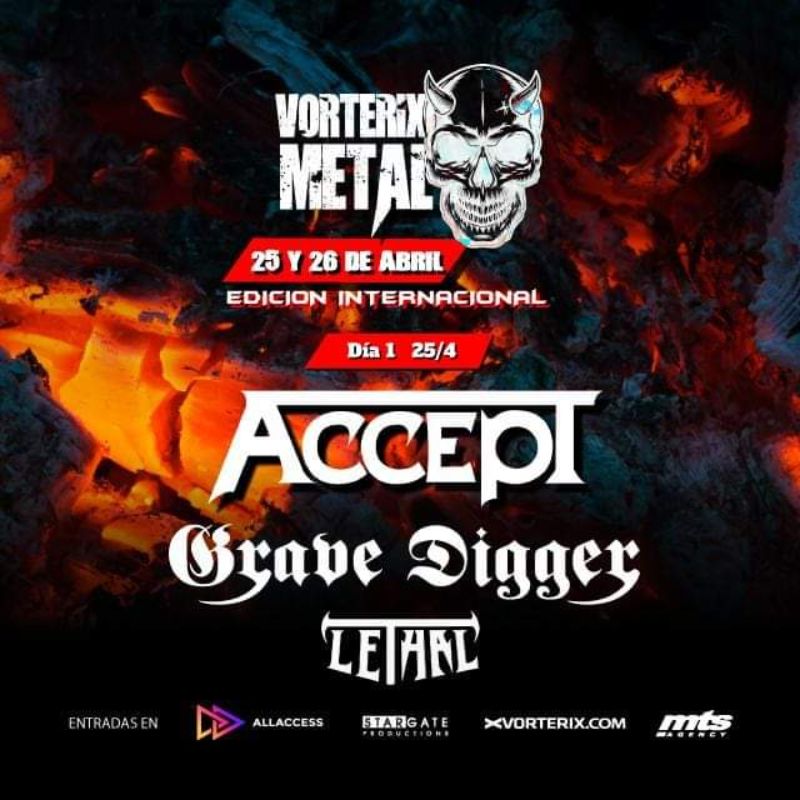 VORTERIX
METAL
25 Y 26 DE ABRIL
EDICION INTERNACIONAL
Día 1 25/4
ACCEPT
Grave Digger
LETHAL
ENTRADAS EN ALLACCESS STARGATE PRODUCTIONS VORTERIX.COM mts AGENCY